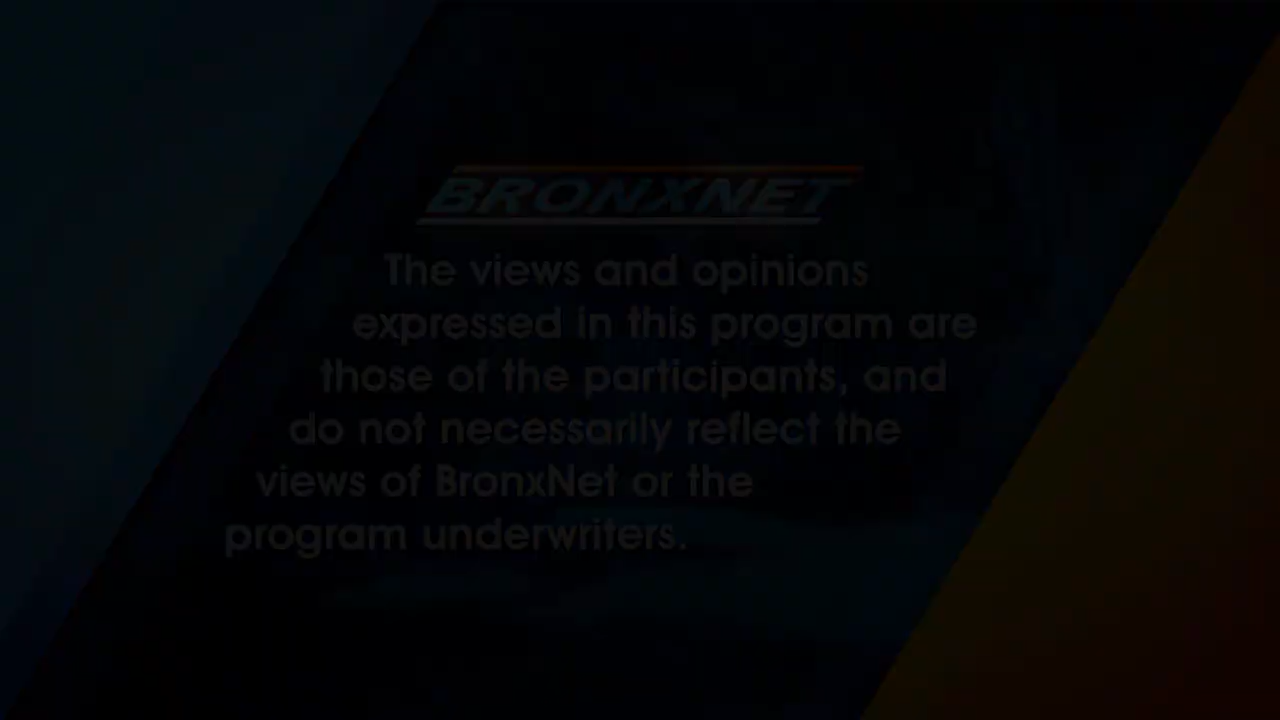 BRONXNET
The views and opinions
expressed in this program are
those of the participants, and
do not necessarily reflect the
views of BronxNet or the
program underwriters.